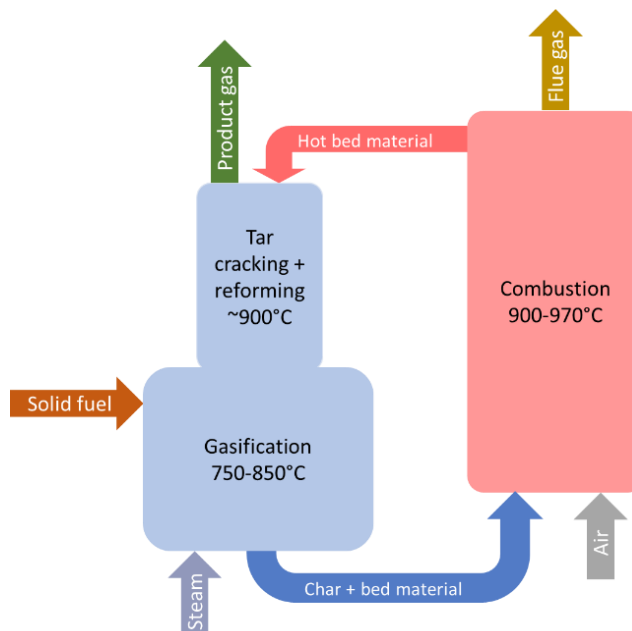 Product gas
Flue gas
Hot bed material
Tar
cracking +
reforming
~900°C
Combustion
900-970°C
Solid fuel
Gasification
750-850°C
Steam
Char + bed material
Air